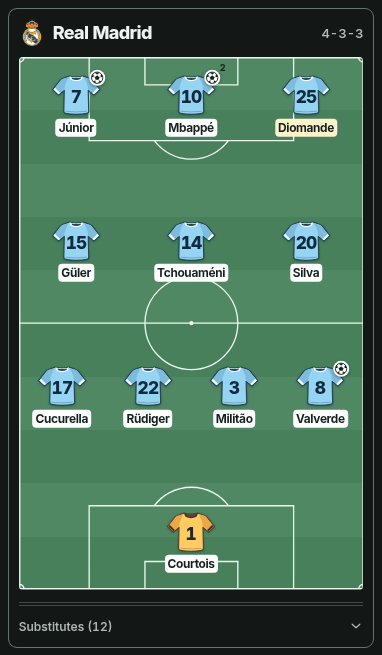 Real Madrid
4-3-3
2
7
10
25
Júnior
Mbappé
Diomande
15
14
20
Güler
Tchouaméni
Silva
17
22
3
8
Cucurella
Rüdiger
Militão
Valverde
1
Courtois
Substitutes (12)